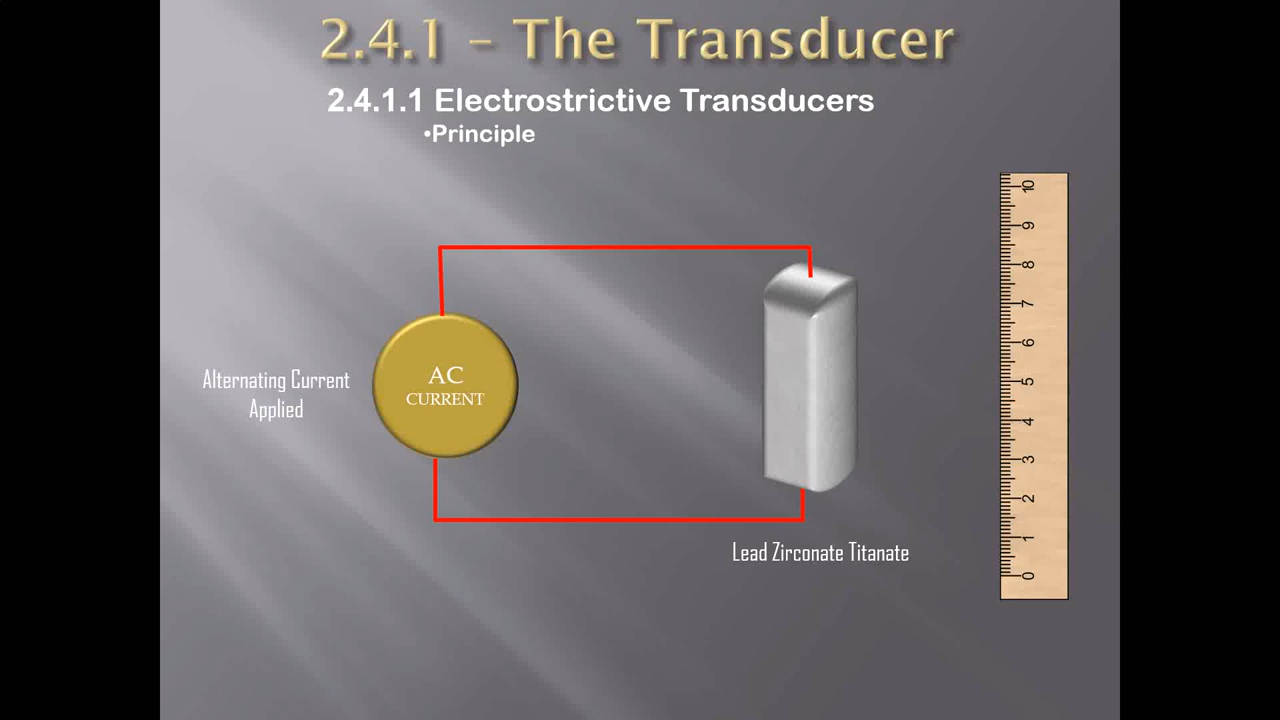 2.4.1 – The Transducer
2.4.1.1 Electrostrictive Transducers
•Principle
Alternating Current
Applied
AC
CURRENT
Lead Zirconate Titanate
10
9
8
7
6
5
4
3
2
1
0